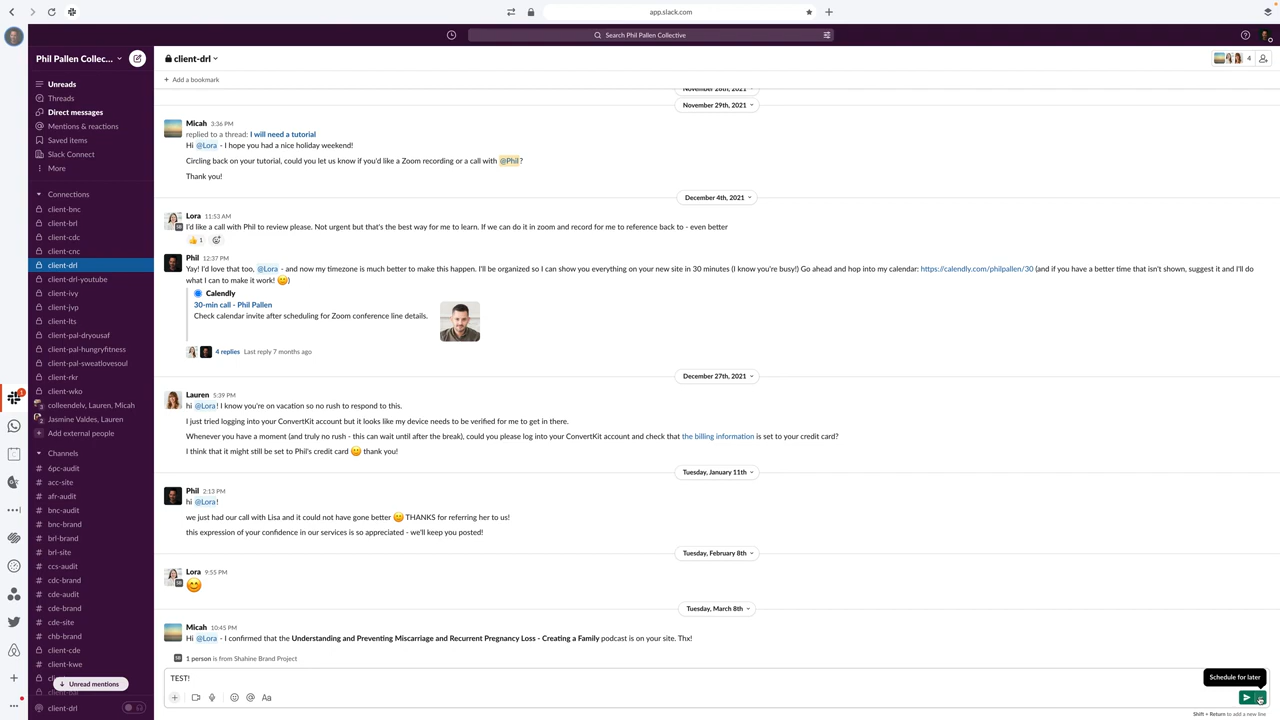 app.slack.com
Search Phil Pallen Collective
Phil Pallen Collec...
Unreads
Threads
Direct messages
Mentions & reactions
Saved items
Slack Connect
More
Connections
client-bnc
client-brl
client-cdc
client-cnc
client-drl
client-drl-youtube
client-ivy
client-jvp
client-lts
client-pal-dryousaf
client-pal-hungryfitness
client-pal-sweatlovesoul
client-rkr
client-wko
colleendelv, Lauren, Micah
Jasmine Valdes, Lauren
Add external people
Channels
6pc-audit
acc-site
afr-audit
bnc-audit
bnc-brand
brl-brand
brl-site
ccs-audit
cdc-brand
cde-audit
cde-brand
cde-site
chb-brand
client-cde
client-kwe
Unread mentions
client-drl
client-drl
4
Add a bookmark
November 29th, 2021
Micah 3:36 PM
replied to a thread: I will need a tutorial
Hi @Lora - I hope you had a nice holiday weekend!
Circling back on your tutorial, could you let us know if you'd like a Zoom recording or a call with @Phil?
Thank you!
December 4th, 2021
Lora 11:53 AM
I'd like a call with Phil to review please. Not urgent but that's the best way for me to learn. If we can do it in zoom and record for me to reference back to - even better
1
Phil 12:37 PM
Yay! I'd love that too, @Lora - and now my timezone is much better to make this happen. I'll be organized so I can show you everything on your new site in 30 minutes (I know you're busy!) Go ahead and hop into my calendar: https://calendly.com/philpallen/30 (and if you have a better time that isn't shown, suggest it and I'll do
what I can to make it work! 🙂)
Calendly
30-min call - Phil Pallen
Check calendar invite after scheduling for Zoom conference line details.
4 replies Last reply 7 months ago
December 27th, 2021
Lauren 5:39 PM
hi @Lora! I know you're on vacation so no rush to respond to this.
I just tried logging into your ConvertKit account but it looks like my device needs to be verified for me to get in there.
Whenever you have a moment (and truly no rush - this can wait until after the break), could you please log into your ConvertKit account and check that the billing information is set to your credit card?
I think that it might still be set to Phil's credit card 🙂 thank you!
Tuesday, January 11th
Phil 2:13 PM
hi @Lora!
we just had our call with Lisa and it could not have gone better 🙂 THANKS for referring her to us!
this expression of your confidence in our services is so appreciated - we'll keep you posted!
Tuesday, February 8th
Lora 9:55 PM
Tuesday, March 8th
Micah 10:45 PM
Hi @Lora - I confirmed that the Understanding and Preventing Miscarriage and Recurrent Pregnancy Loss - Creating a Family podcast is on your site. Thx!
1 person is from Shahine Brand Project
TEST!
Schedule for later
Aa
Shift + Return to add a new line